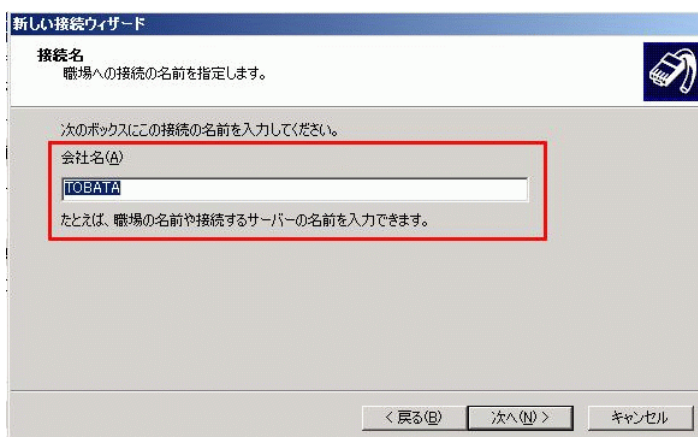 新しい接続ウィザード
接続名
職場への接続の名前を指定します。
次のボックスにこの接続の名前を入力してください。
会社名(A)
TOBATA
たとえば、職場の名前や接続するサーバーの名前を入力できます。
< 戻る(B) 次へ(N) > キャンセル